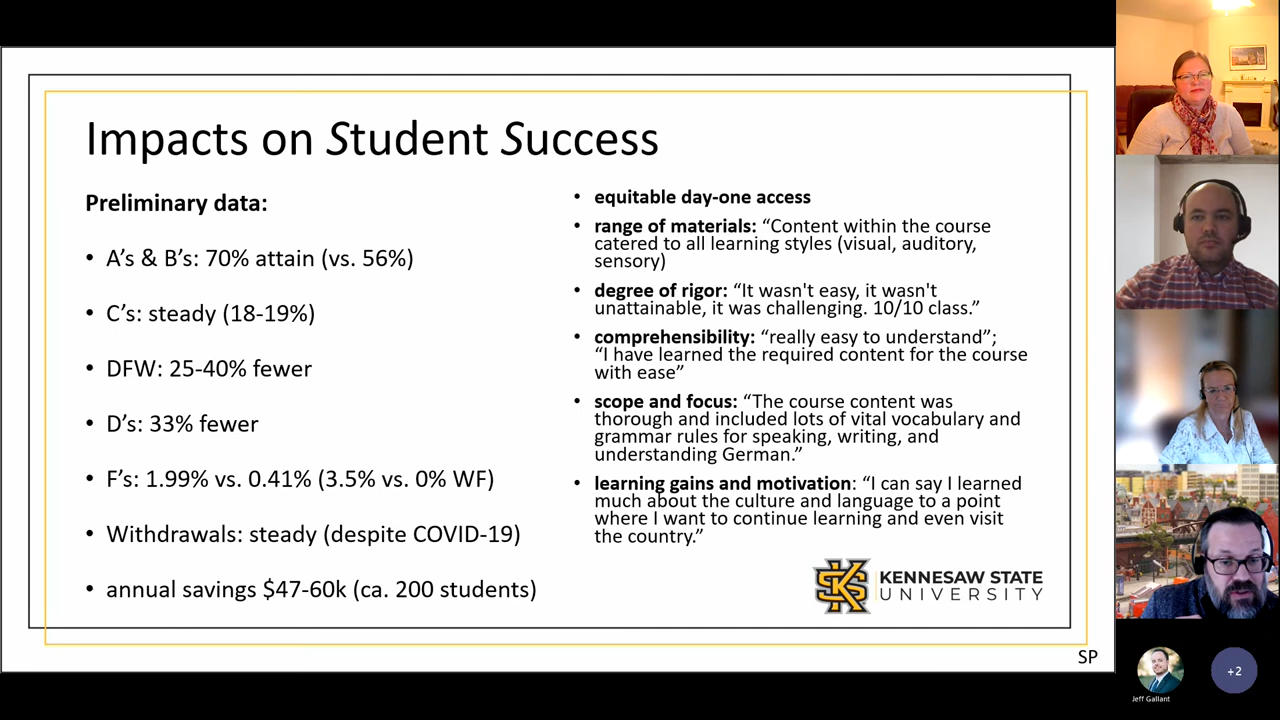 Impacts on Student Success
Preliminary data:
• A’s & B’s: 70% attain (vs. 56%)
• C’s: steady (18-19%)
• DFW: 25-40% fewer
• D’s: 33% fewer
• F’s: 1.99% vs. 0.41% (3.5% vs. 0% WF)
• Withdrawals: steady (despite COVID-19)
• annual savings $47-60k (ca. 200 students)
• equitable day-one access
• range of materials: “Content within the course
catered to all learning styles (visual, auditory,
sensory)
• degree of rigor: “It wasn't easy, it wasn't
unattainable, it was challenging. 10/10 class.”
• comprehensibility: “really easy to understand”;
“I have learned the required content for the course
with ease”
• scope and focus: “The course content was
thorough and included lots of vital vocabulary and
grammar rules for speaking, writing, and
understanding German.”
• learning gains and motivation: “I can say I learned
much about the culture and language to a point
where I want to continue learning and even visit
the country.”
KS
KENNESAW STATE
UNIVERSITY
SP
Jeff Gallant
+2